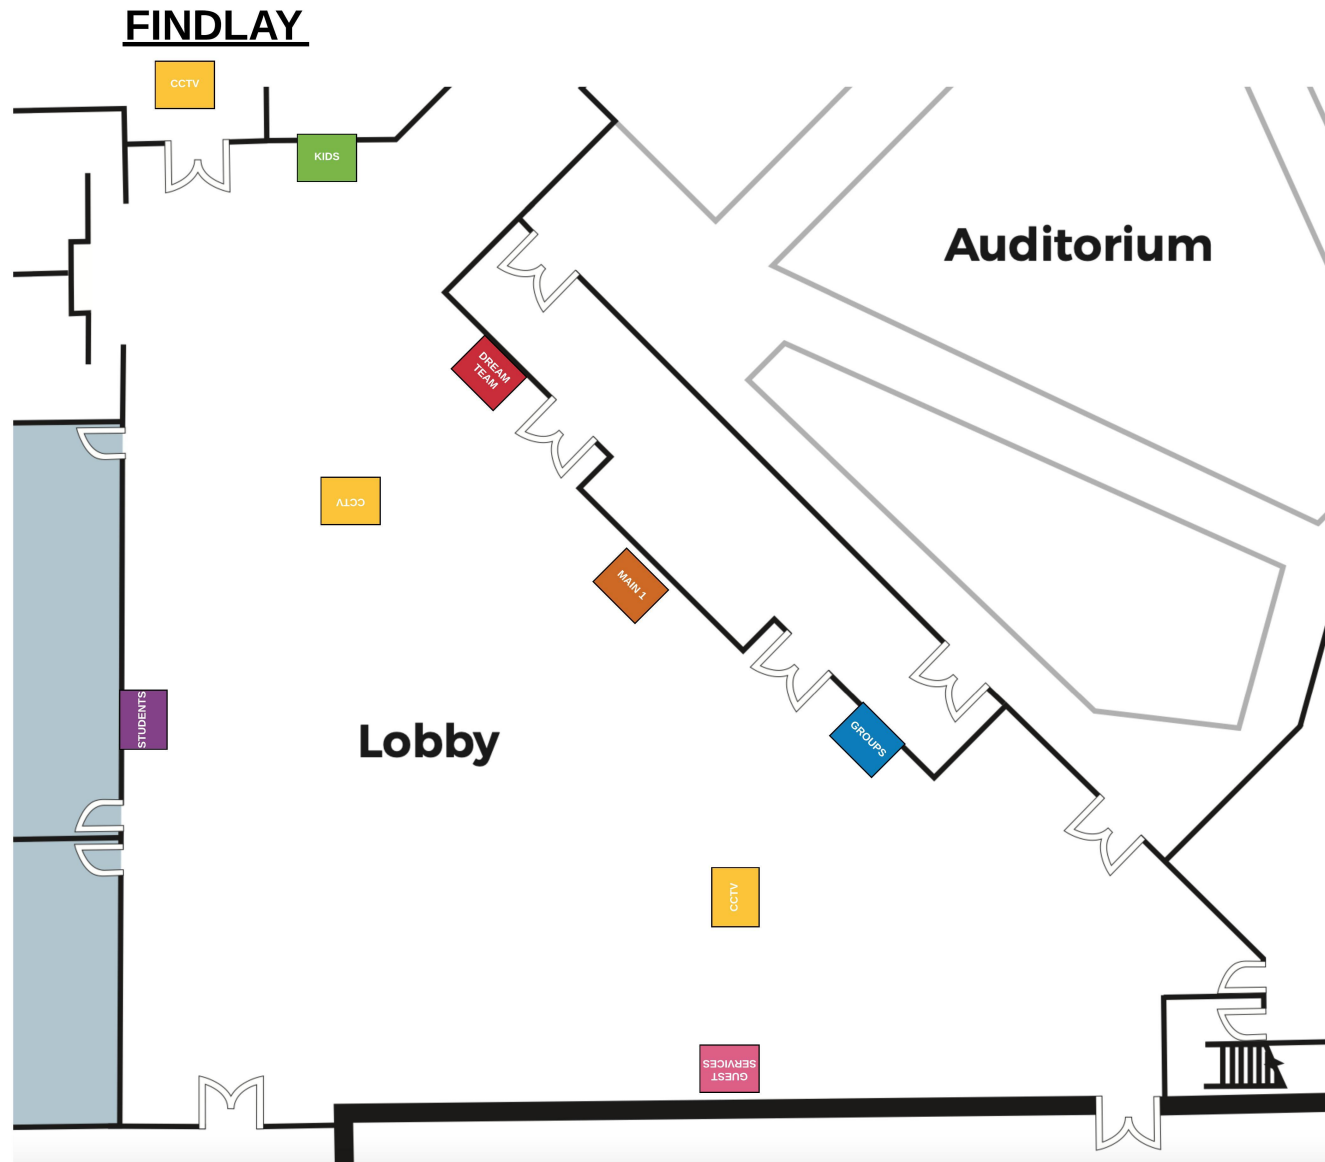 FINDLAY
CCTV
KIDS
Auditorium
DREAM
TEAM
CCTV
MAIN 1
STUDENTS
GROUPS
Lobby
CCTV
GUEST
SERVICES